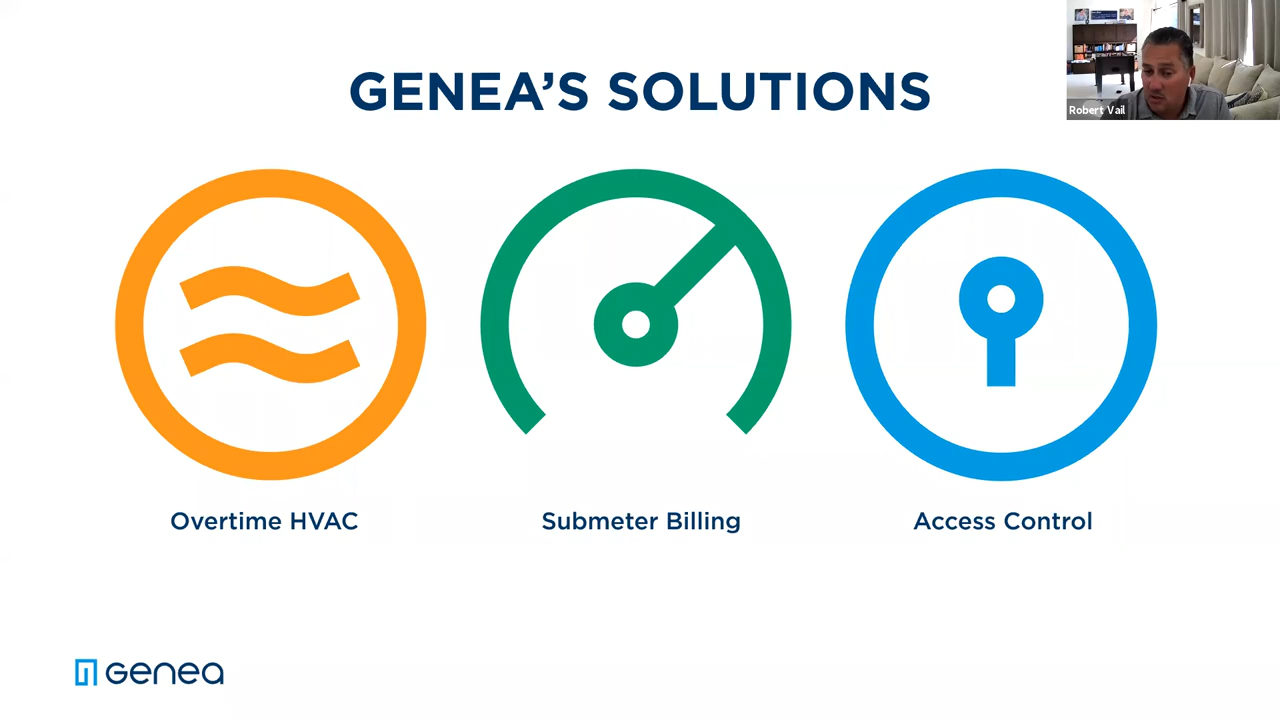 GENEA'S SOLUTIONS
Robert Vail
Overtime HVAC
Submeter Billing
Access Control
genea